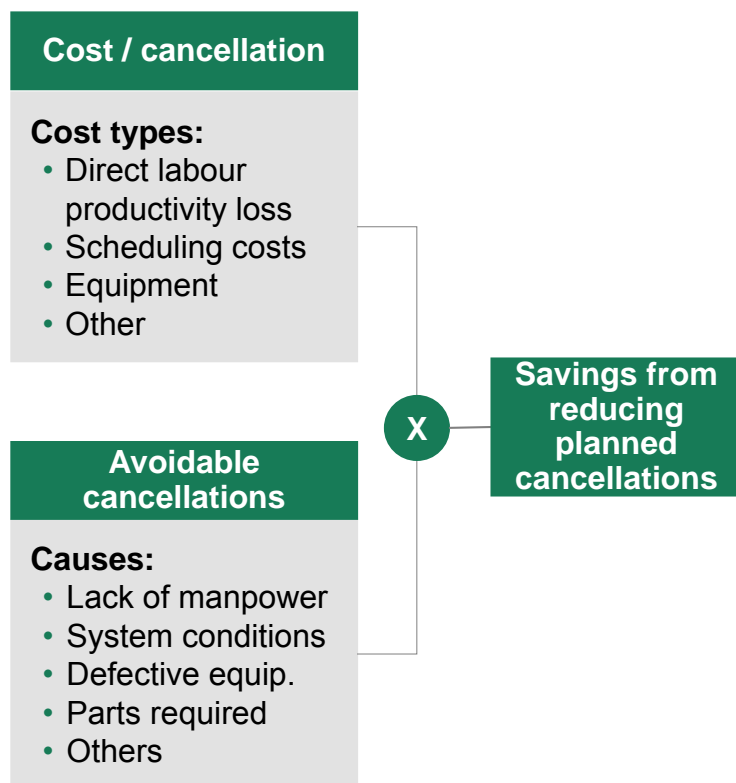 Cost / cancellation
Cost types:
• Direct labour
productivity loss
• Scheduling costs
• Equipment
• Other
X
Savings from
reducing
planned
cancellations
Avoidable
cancellations
Causes:
• Lack of manpower
• System conditions
• Defective equip.
• Parts required
• Others